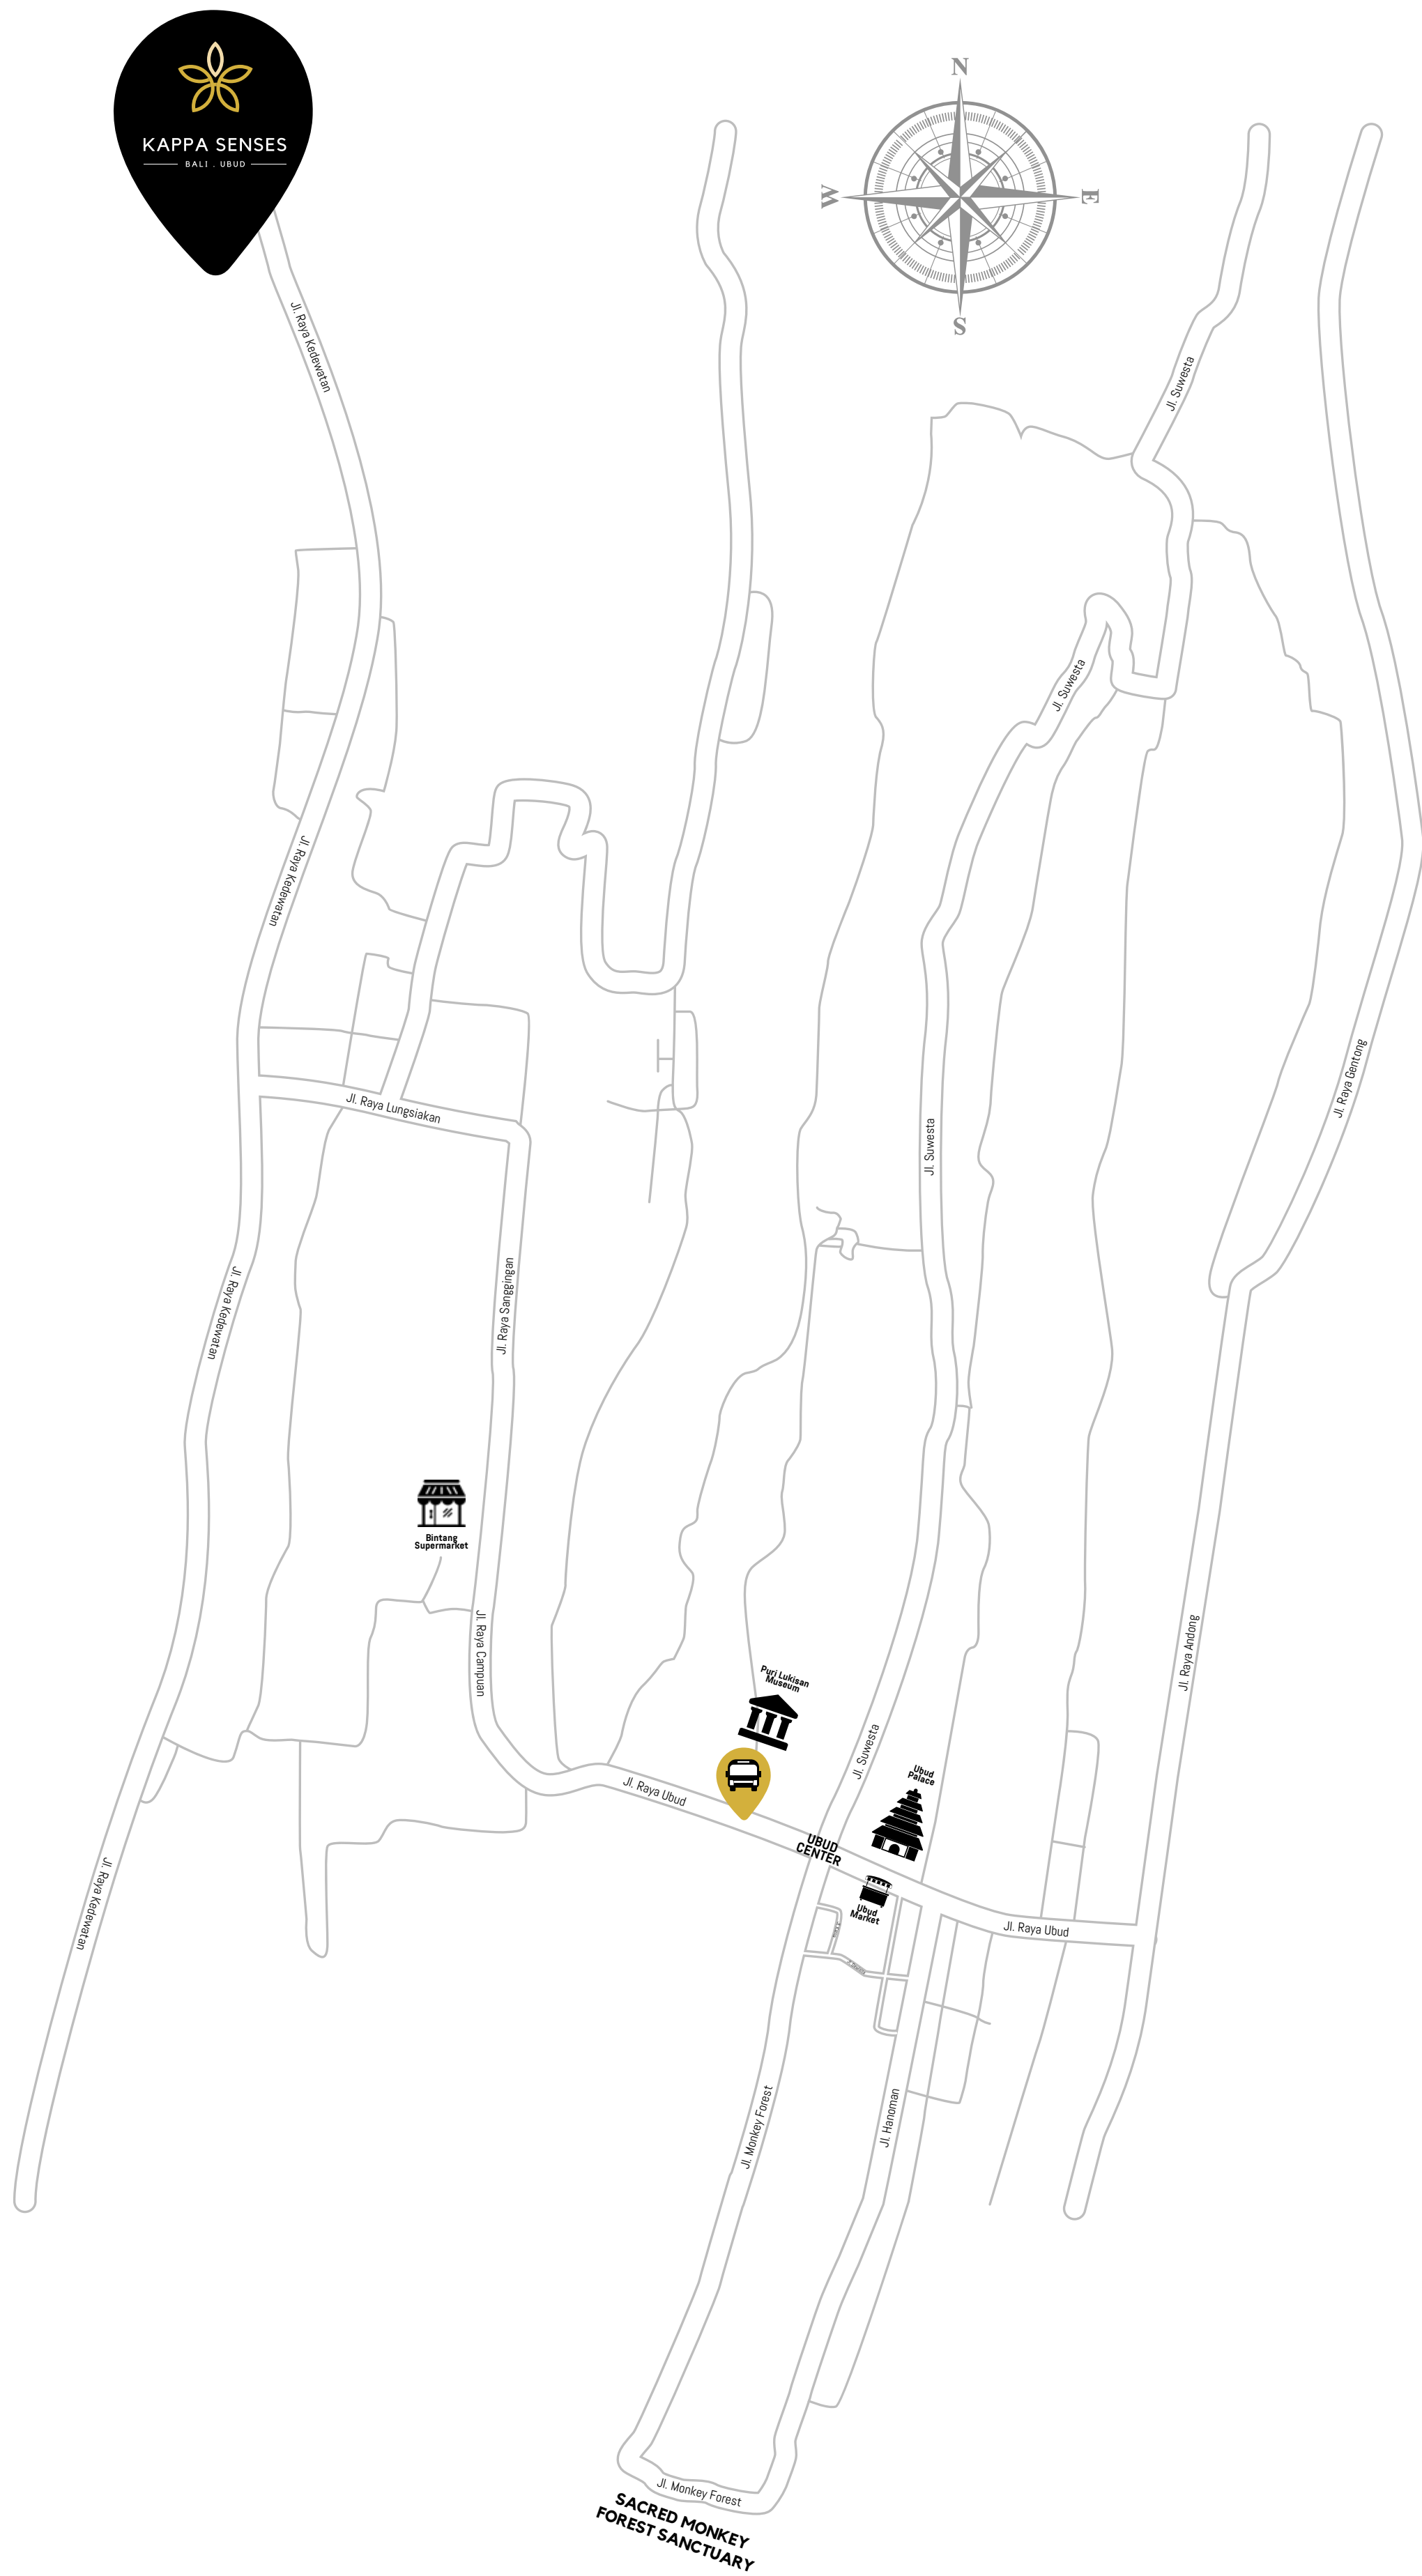 KAPPA SENSES
BALI . UBUD
N
W
E
S
Jl. Raya Kedewatan
Jl. Suwesta
Jl. Suwesta
Jl. Raya Kedewatan
Jl. Raya Gentong
Jl. Raya Lungsiakan
Jl. Suwesta
Jl. Raya Sanggingan
Jl. Raya Kedewatan
Bintang
Supermarket
Jl. Raya Campuan
Jl. Raya Andong
Puri Lukisan
Museum
Jl. Suwesta
Ubud
Palace
Jl. Raya Ubud
UBUD
CENTER
Ubud
Market
Jl. Raya Ubud
Jl. Raya Kedewatan
Jl. Monkey Forest
Jl. Hanoman
Jl. Monkey Forest
SACRED MONKEY
FOREST SANCTUARY